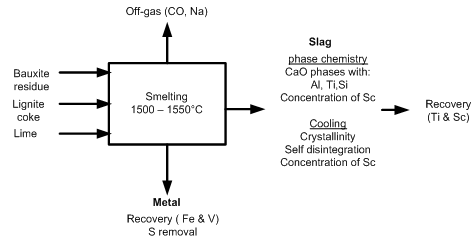 Off-gas (CO, Na)
Bauxite
residue
Lignite
coke
Lime
Smelting
1500 – 1550°C
Slag
phase chemistry
CaO phases with:
Al, Ti,Si
Concentration of Sc
Cooling
Crystallinity
Self disintegration
Concentration of Sc
Recovery
(Ti & Sc)
Metal
Recovery ( Fe & V)
S removal